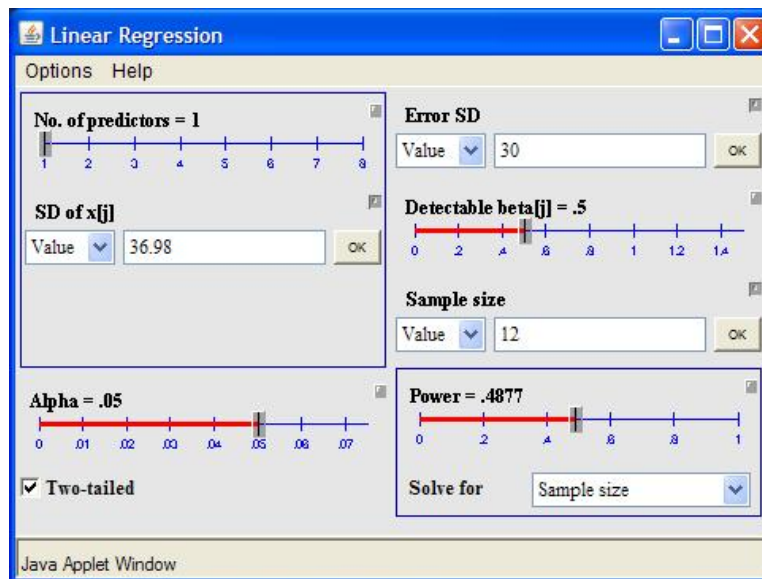 Linear Regression
Options Help
No. of predictors = 1
1 2 3 4 5 6 7 8
SD of x[j]
Value 36.98 OK
Error SD
Value 30 OK
Detectable beta[j] = .5
0 .2 .4 .6 .8 1 1.2 1.4
Sample size
Value 12 OK
Alpha = .05
0 .01 .02 .03 .04 .05 .06 .07
Two-tailed
Power = .4877
0 .2 .4 .6 .8 1
Solve for Sample size
Java Applet Window